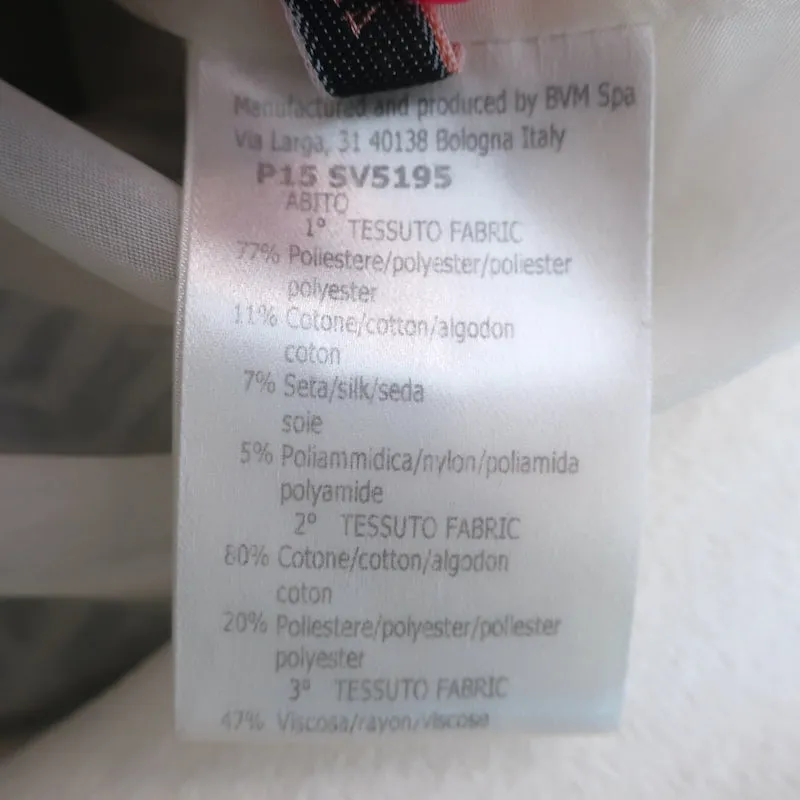 Manufactured and produced by BVM Spa
Via Larga, 31 40138 Bologna Italy
P15 SV5195
ABITO
1° TESSUTO FABRIC
77% Poliestere/polyester/poliester
polyester
11% Cotone/cotton/algodon
coton
7% Seta/silk/seda
soie
5% Poliammidica/nylon/poliamida
polyamide
2° TESSUTO FABRIC
80% Cotone/cotton/algodon
coton
20% Poliestere/polyester/poliester
polyester
3° TESSUTO FABRIC
47% Viscosa/rayon/viscose